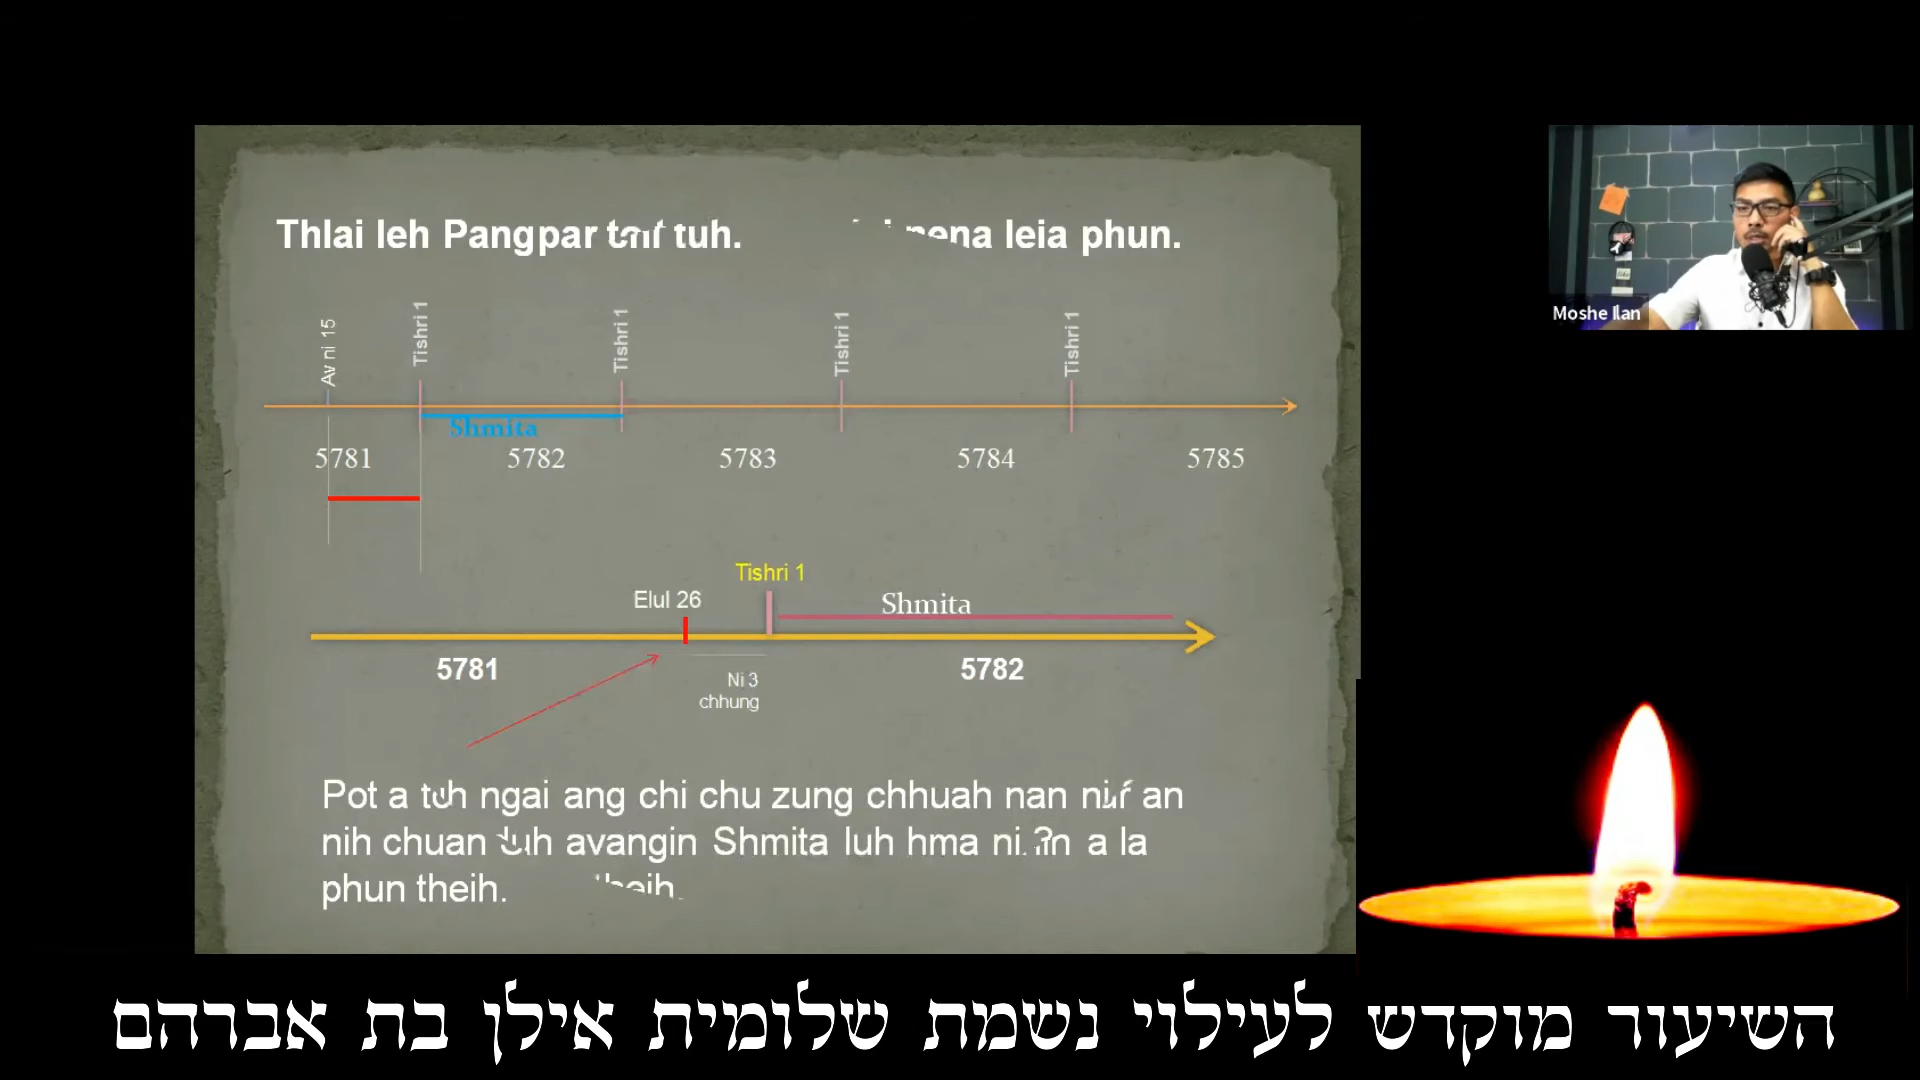 Thlai leh Pangpar tuh. nena leia phun.
Av ni 15
Tishri 1
Tishri 1
Tishri 1
Tishri 1
Shmita
5781 5782 5783 5784 5785
Tishri 1
Elul 26
Shmita
5781 5782
Ni 3
chhung
Pot a tuh ngai ang chi chu zung chhuah nan an
nih chuan avangin Shmita luh hma a la
phun theih.
Moshe Ilan
השיעור מוקדש לעילוי נשמת שלומית אילן בת אברהם